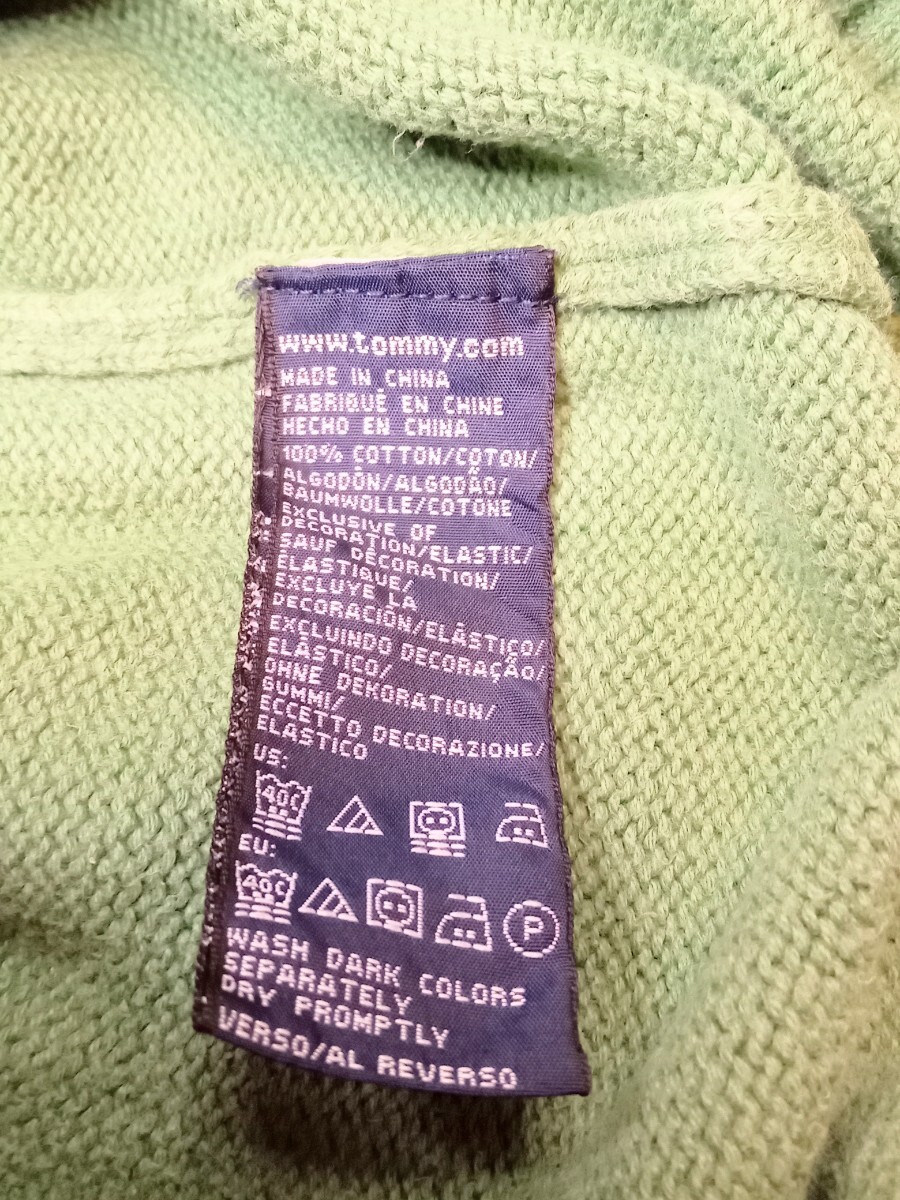 www.tommy.com
MADE IN CHINA
FABRIQUÉ EN CHINE
HECHO EN CHINA
100% COTTON/COTON/
ALGODÓN/ALGODÃO/
BAUMWOLLE/COTONE
EXCLUSIVE OF
DECORATION/ELASTIC/
SAUF DÉCORATION/
ÉLASTIQUE/
EXCLUYE LA
DECORACIÓN/ELÁSTICO/
EXCLUINDO DECORAÇÃO/
ELÁSTICO/
OHNE DEKORATION/
GUMMI/
ECCETTO DECORAZIONE/
ELASTICO
US:
40C
EU:
40C P
WASH DARK COLORS
SEPARATELY
DRY PROMPTLY
VERSO/AL REVERSO